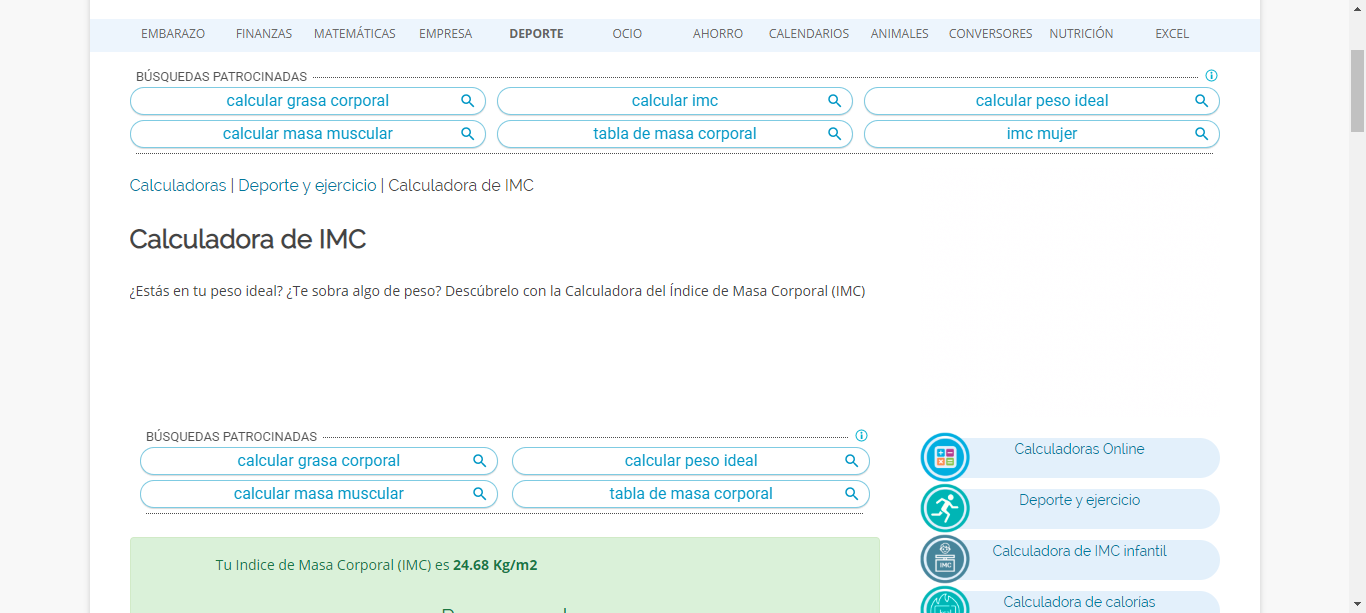 EMBARAZO FINANZAS MATEMÁTICAS EMPRESA DEPORTE OCIO AHORRO CALENDARIOS ANIMALES CONVERSORES NUTRICIÓN EXCEL
BÚSQUEDAS PATROCINADAS
calcular grasa corporal calcular imc calcular peso ideal
calcular masa muscular tabla de masa corporal imc mujer
Calculadoras | Deporte y ejercicio | Calculadora de IMC
Calculadora de IMC
¿Estás en tu peso ideal? ¿Te sobra algo de peso? Descúbrelo con la Calculadora del Índice de Masa Corporal (IMC)
BÚSQUEDAS PATROCINADAS
calcular grasa corporal calcular peso ideal
calcular masa muscular tabla de masa corporal
Tu Indice de Masa Corporal (IMC) es 24.68 Kg/m2
Calculadoras Online
Deporte y ejercicio
IMC
Calculadora de IMC infantil
Calculadora de calorías